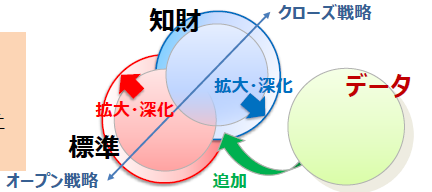 知財
クローズ戦略
データ
拡大・深化
拡大・深化
標準
オープン戦略
追加